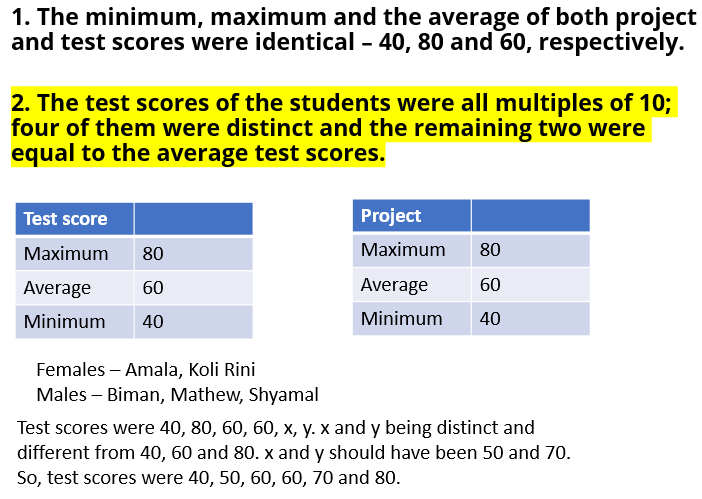 1. The minimum, maximum and the average of both project
and test scores were identical – 40, 80 and 60, respectively.
2. The test scores of the students were all multiples of 10;
four of them were distinct and the remaining two were
equal to the average test scores.
Test score
Maximum 80
Average 60
Minimum 40
Project
Maximum 80
Average 60
Minimum 40
Females – Amala, Koli Rini
Males – Biman, Mathew, Shyamal
Test scores were 40, 80, 60, 60, x, y. x and y being distinct and
different from 40, 60 and 80. x and y should have been 50 and 70.
So, test scores were 40, 50, 60, 60, 70 and 80.